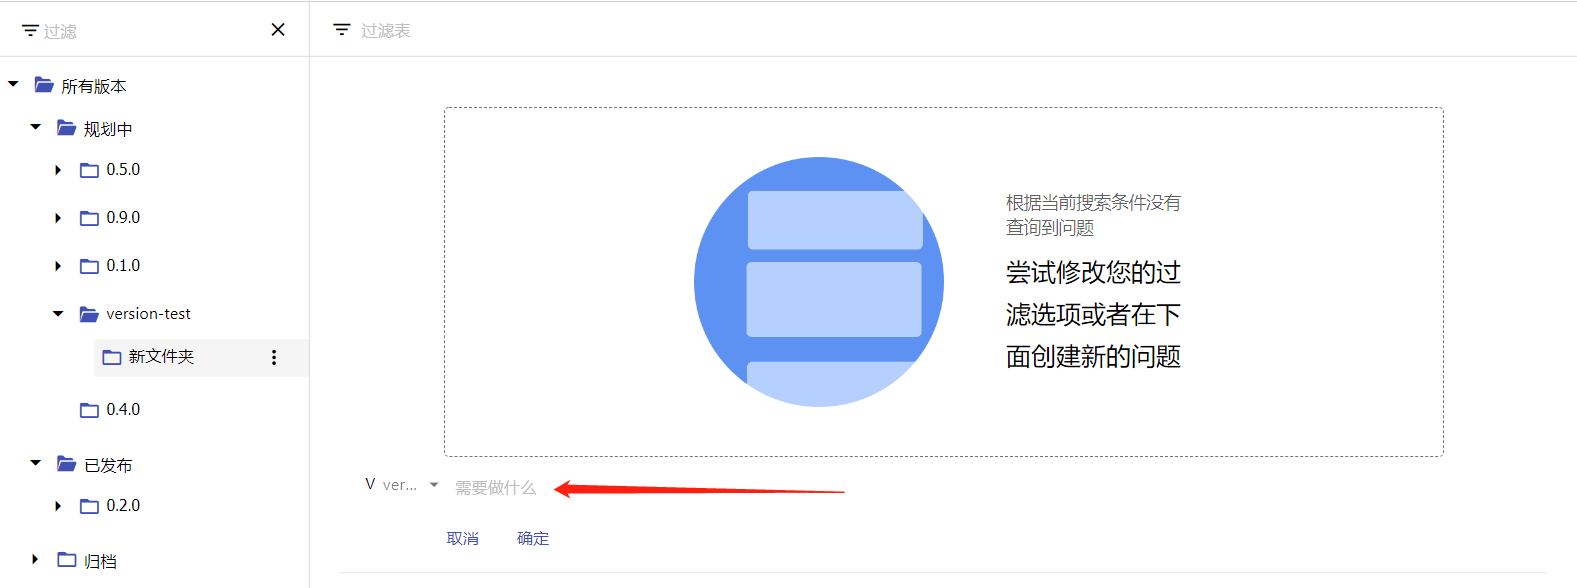 过滤
过滤表
所有版本
规划中
0.5.0
0.9.0
0.1.0
version-test
新文件夹
0.4.0
已发布
0.2.0
归档
根据当前搜索条件没有
查询到问题
尝试修改您的过
滤选项或者在下
面创建新的问题
V ver... 需要做什么
取消 确定